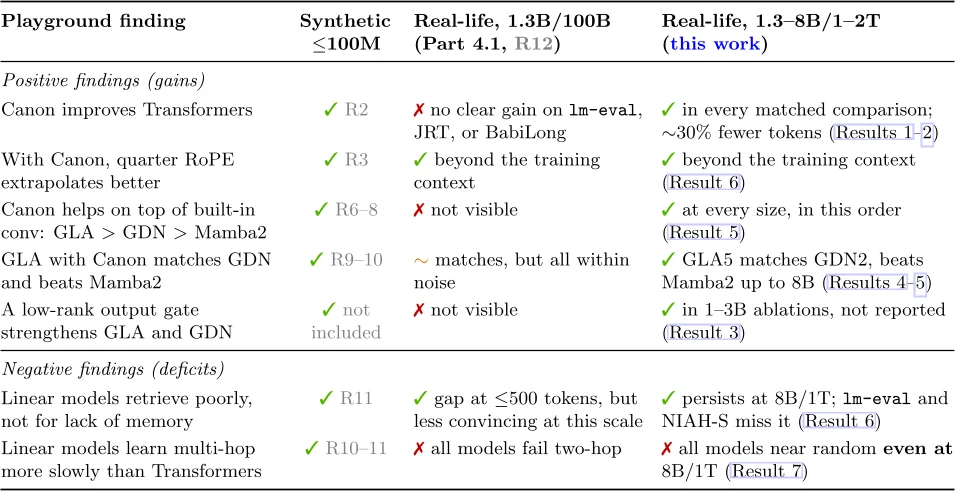 Playground finding Synthetic Real-life, 1.3B/100B Real-life, 1.3–8B/1–2T
≤100M (Part 4.1, R12) (this work)
Positive findings (gains)
Canon improves Transformers ✓ R2 ✗ no clear gain on lm-eval, ✓ in every matched comparison;
JRT, or BabiLong ∼30% fewer tokens (Results 1–2)
With Canon, quarter RoPE ✓ R3 ✓ beyond the training ✓ beyond the training context
extrapolates better context (Result 6)
Canon helps on top of built-in ✓ R6–8 ✗ not visible ✓ at every size, in this order
conv: GLA > GDN > Mamba2 (Result 5)
GLA with Canon matches GDN ✓ R9–10 ∼ matches, but all within ✓ GLA5 matches GDN2, beats
and beats Mamba2 noise Mamba2 up to 8B (Results 4–5)
A low-rank output gate ✓ not ✗ not visible ✓ in 1–3B ablations, not reported
strengthens GLA and GDN included (Result 3)
Negative findings (deficits)
Linear models retrieve poorly, ✓ R11 ✓ gap at ≤500 tokens, but ✓ persists at 8B/1T; lm-eval and
not for lack of memory less convincing at this scale NIAH-S miss it (Result 6)
Linear models learn multi-hop ✓ R10–11 ✗ all models fail two-hop ✗ all models near random even at
more slowly than Transformers 8B/1T (Result 7)